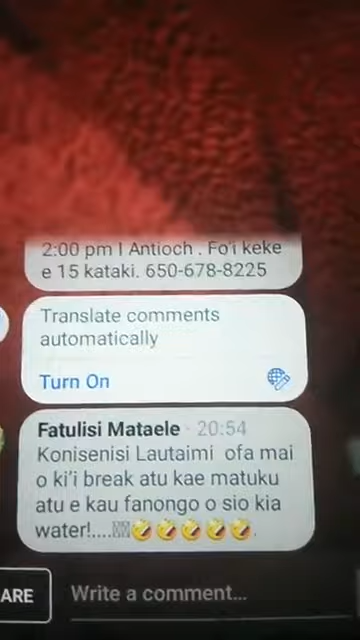 2:00 pm I Antioch . Fo'i keke
e 15 kataki. 650-678-8225
Translate comments
automatically
Turn On
Fatulisi Mataele · 20:54
Konisenisi Lautaimi ofa mai
o ki'i break atu kae matuku
atu e kau fanongo o sio kia
water!....🤣🤣🤣🤣🤣.
ARE
Write a comment...